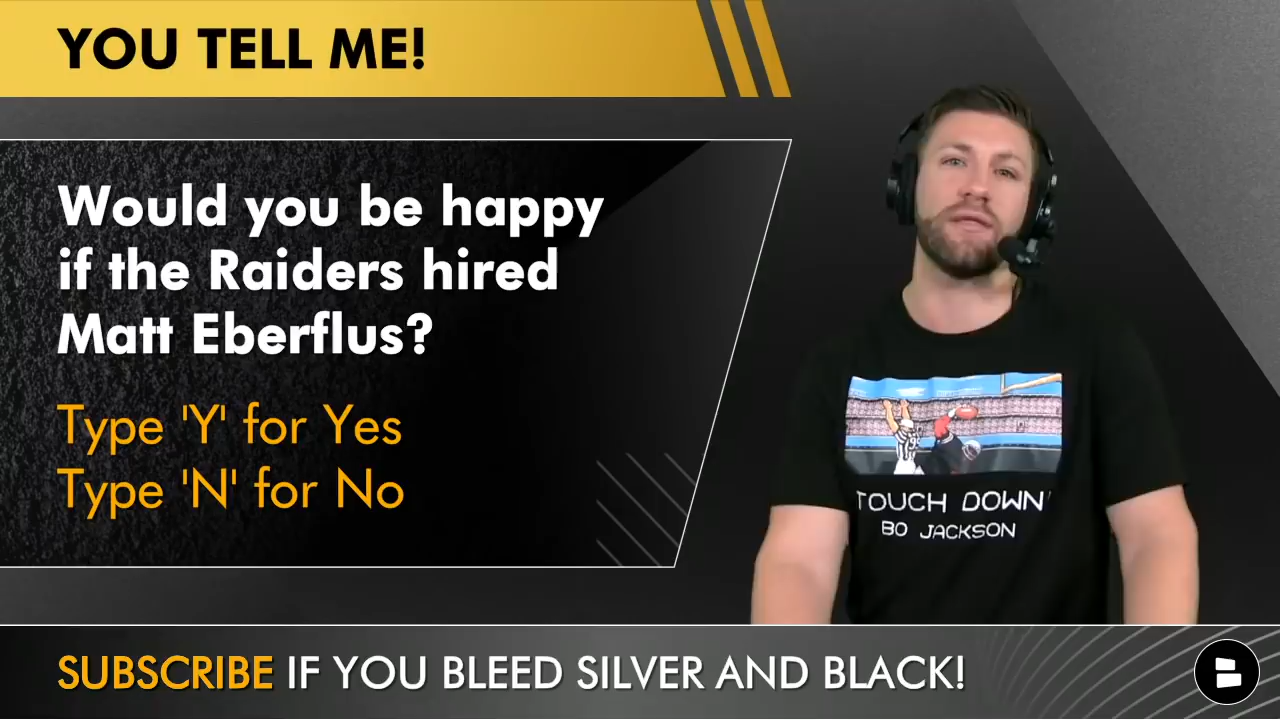 YOU TELL ME!
Would you be happy
if the Raiders hired
Matt Eberflus?
Type 'Y' for Yes
Type 'N' for No
TOUCH DOWN
BO JACKSON
SUBSCRIBE IF YOU BLEED SILVER AND BLACK!